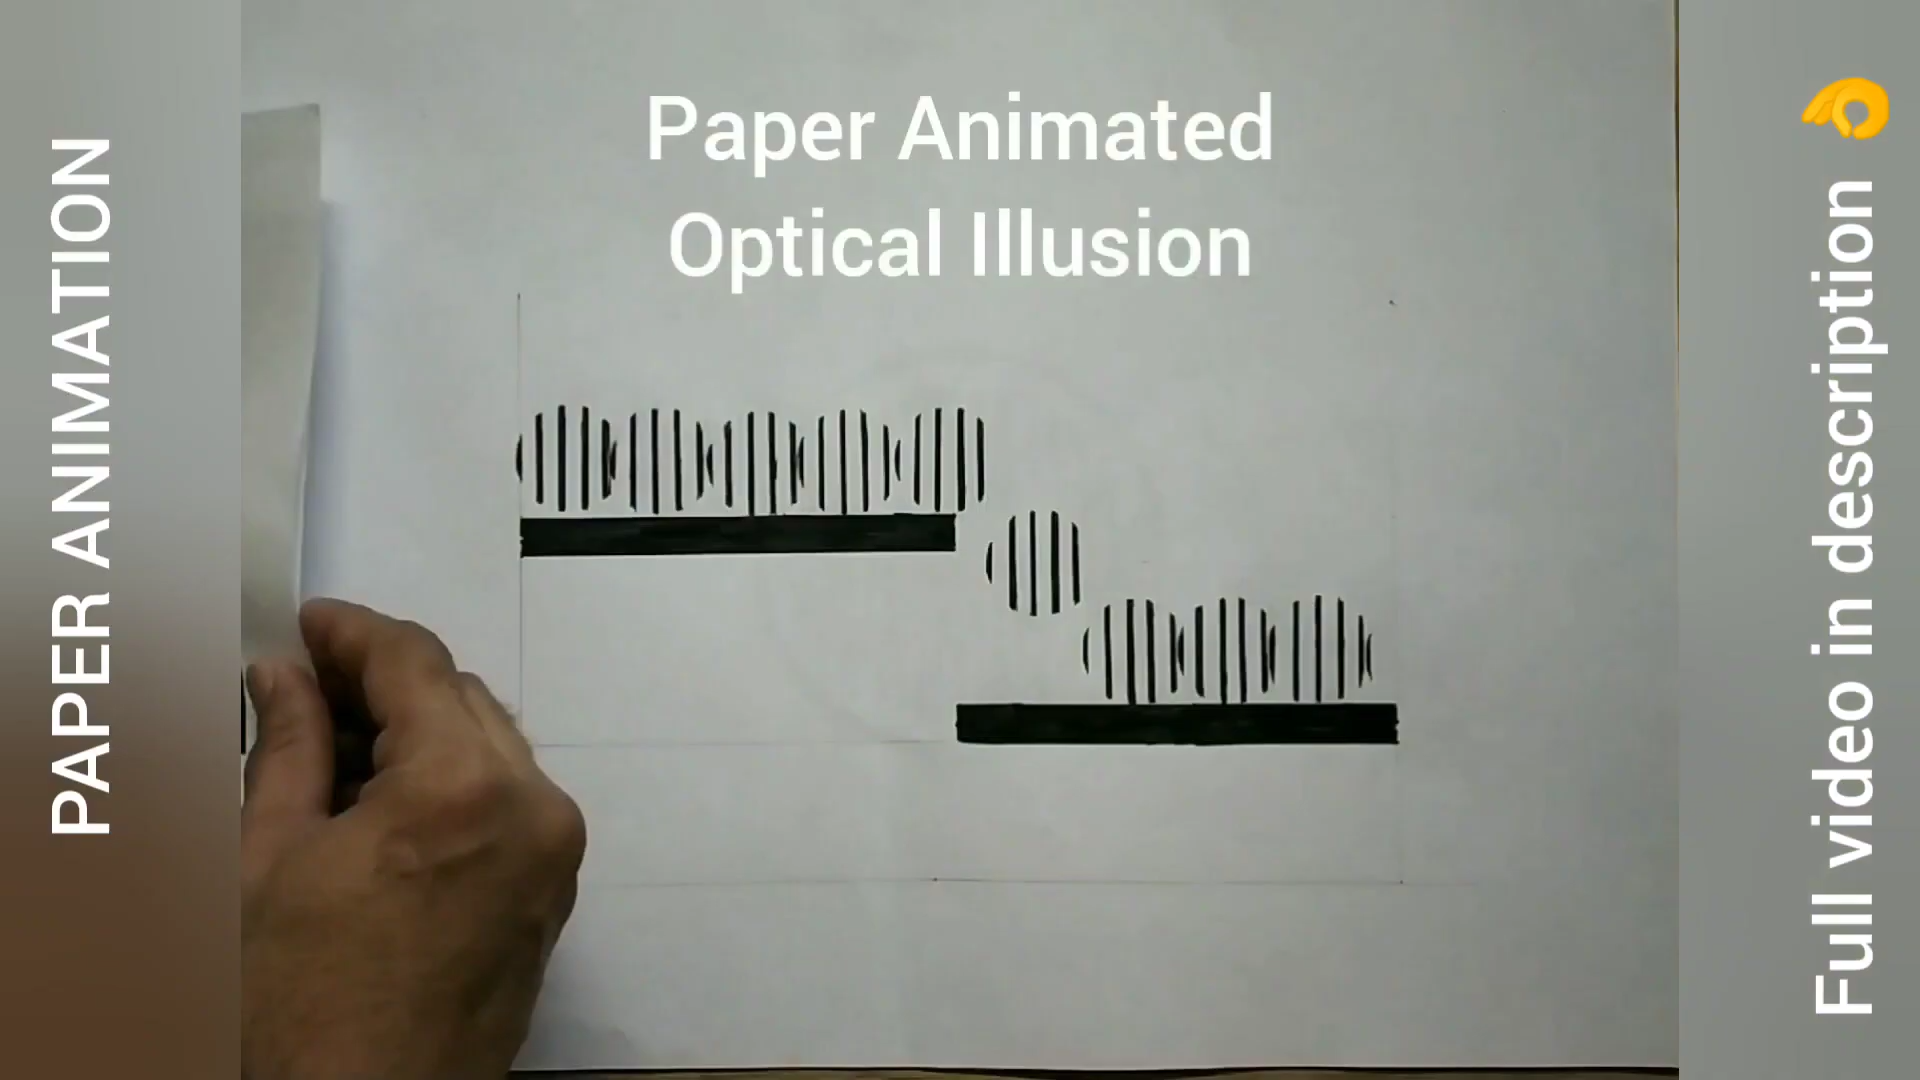 PAPER ANIMATION
Paper Animated
Optical Illusion
Full video in description